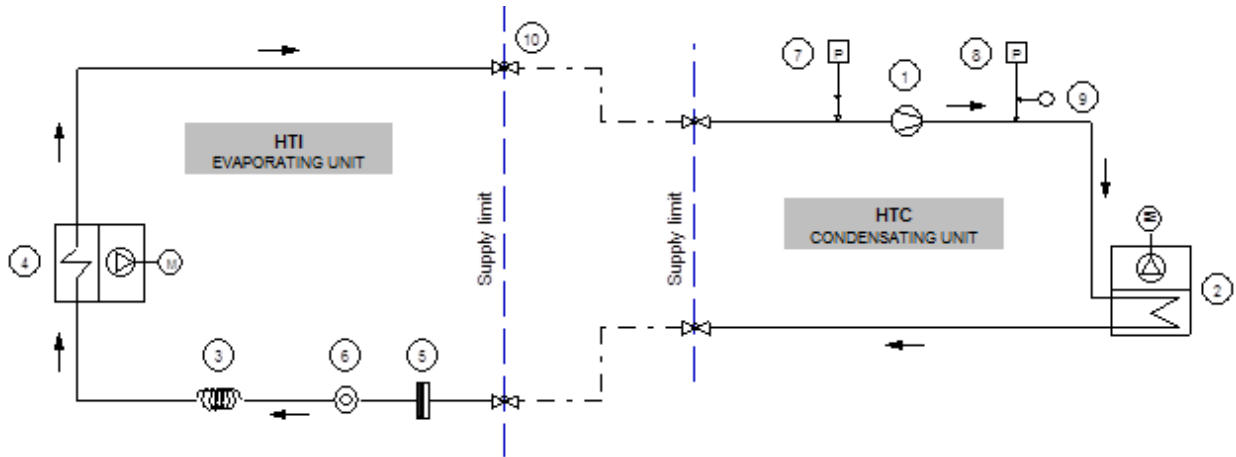 10
7
P
8
P
1
9
HTI
EVAPORATING UNIT
Supply limit
Supply limit
HTC
CONDENSATING UNIT
M
4
M
2
3
6
5